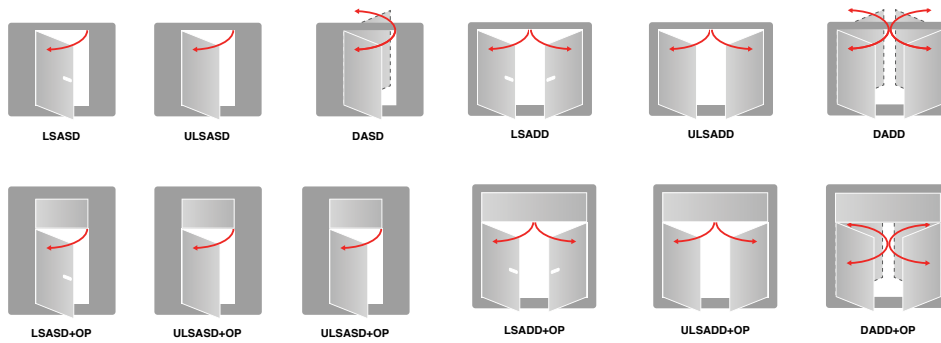 LSASD
ULSASD
DASD
LSADD
ULSADD
DADD
LSASD+OP
ULSASD+OP
ULSASD+OP
LSADD+OP
ULSADD+OP
DADD+OP